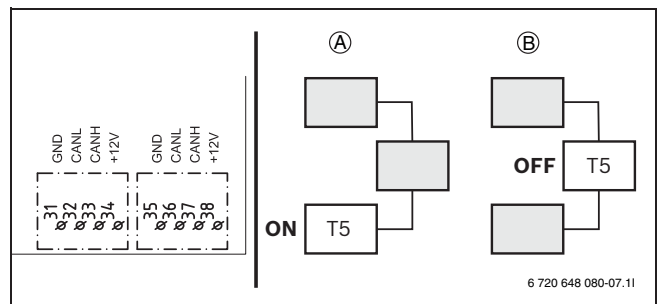 GND
CANL
CANH
+12V
GND
CANL
CANH
+12V
31
32
33
34
35
36
37
38
A
B
ON
T5
OFF
T5
6 720 648 080-07.1I